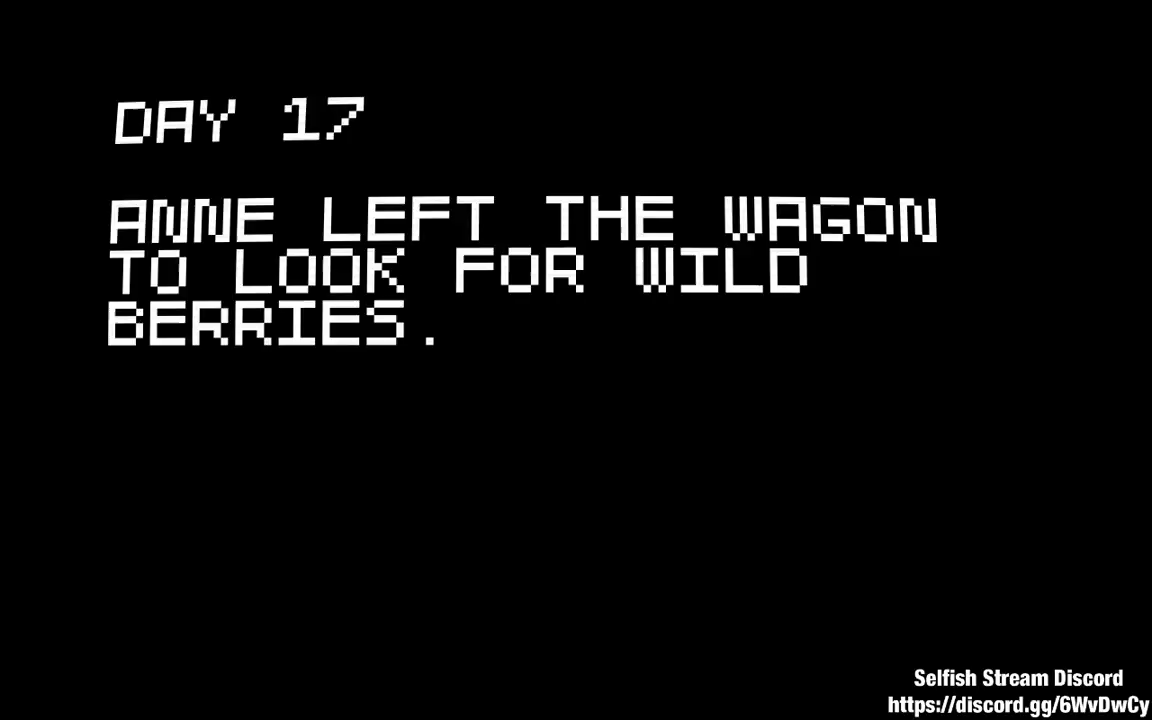 DAY 17
ANNE LEFT THE WAGON
TO LOOK FOR WILD
BERRIES.
Selfish Stream Discord
https://discord.gg/6WvDwCy